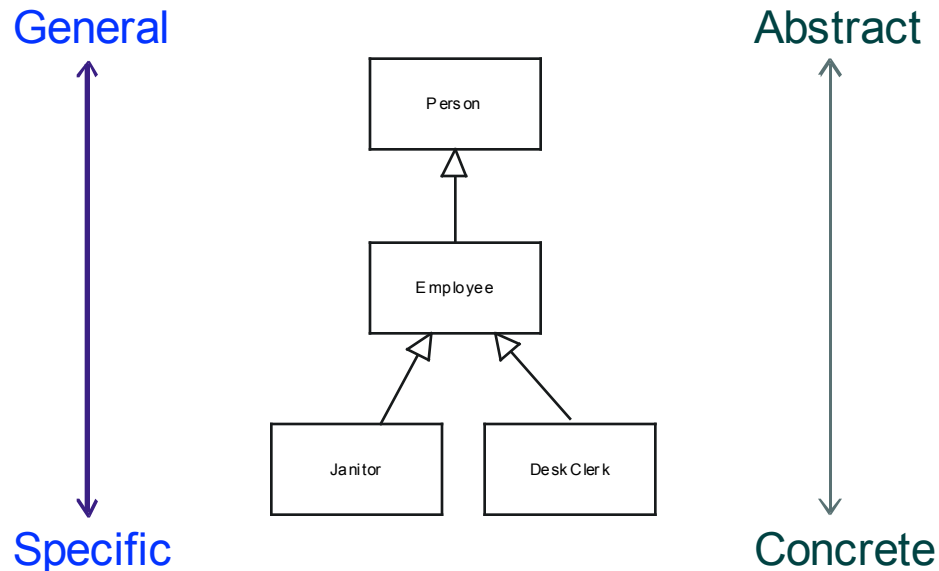 General
Abstract
Person
Employee
Janitor
DeskClerk
Specific
Concrete